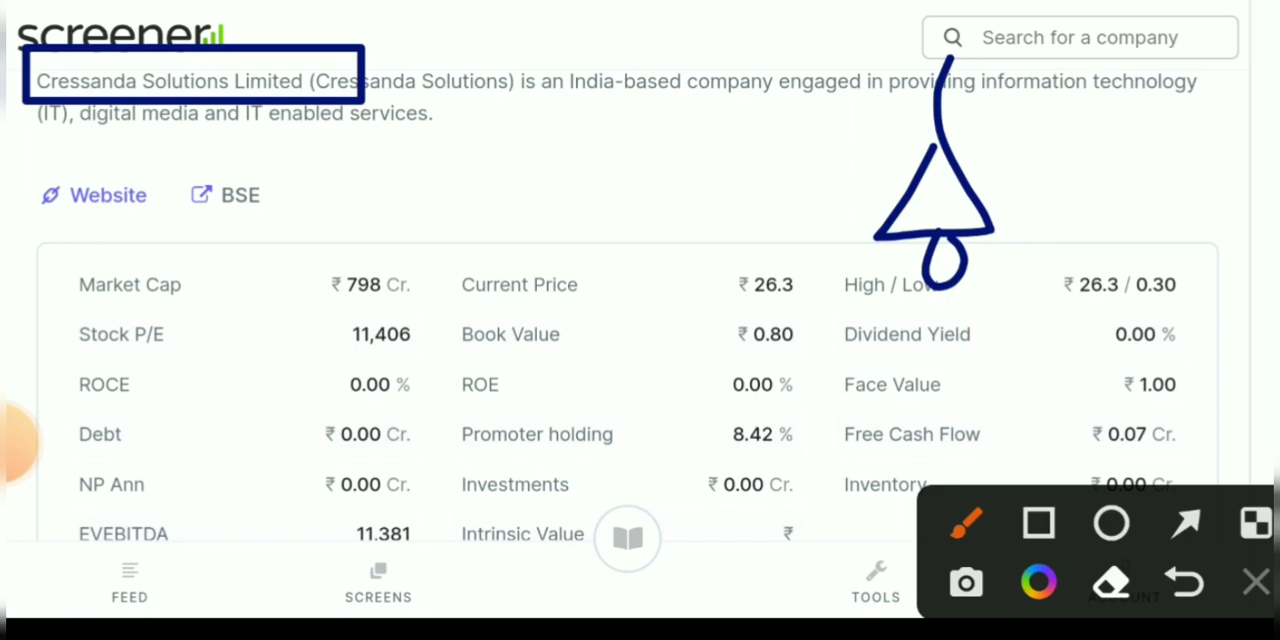 screener
Search for a company
Cressanda Solutions Limited (Cressanda Solutions) is an India-based company engaged in providing information technology
(IT), digital media and IT enabled services.
Website BSE
Market Cap ₹ 798 Cr. Current Price ₹ 26.3 High / Low ₹ 26.3 / 0.30
Stock P/E 11,406 Book Value ₹ 0.80 Dividend Yield 0.00 %
ROCE 0.00 % ROE 0.00 % Face Value ₹ 1.00
Debt ₹ 0.00 Cr. Promoter holding 8.42 % Free Cash Flow ₹ 0.07 Cr.
NP Ann ₹ 0.00 Cr. Investments ₹ 0.00 Cr. Inventory ₹ 0.00 Cr.
EVEBITDA 11,381 Intrinsic Value ₹
FEED SCREENS TOOLS ACCOUNT